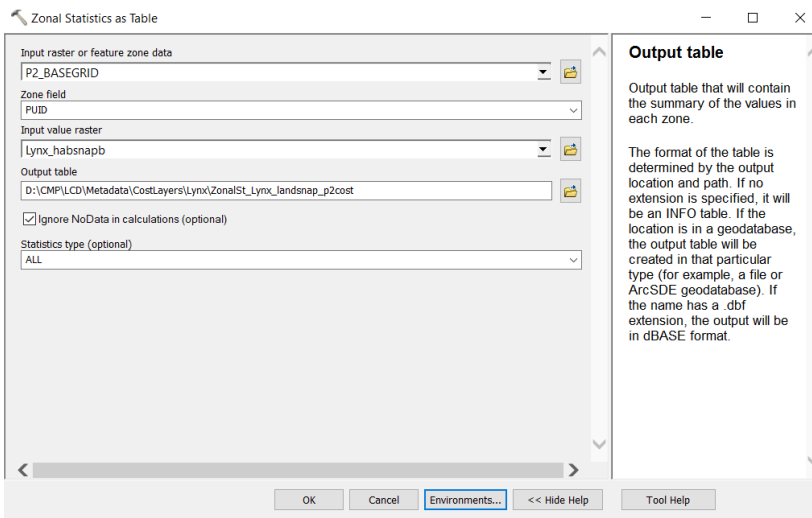 Zonal Statistics as Table
Input raster or feature zone data
P2_BASEGRID
Zone field
PUID
Input value raster
Lynx_habsnapb
Output table
D:\CMP\LCD\Metadata\CostLayers\Lynx\ZonalSt_Lynx_landsnap_p2cost
Ignore NoData in calculations (optional)
Statistics type (optional)
ALL
OK
Cancel
Environments...
<< Hide Help
Output table
Output table that will contain
the summary of the values in
each zone.
The format of the table is
determined by the output
location and path. If no
extension is specified, it will
be an INFO table. If the
location is in a geodatabase,
the output table will be
created in that particular
type (for example, a file or
ArcSDE geodatabase). If
the name has a .dbf
extension, the output will be
in dBASE format.
Tool Help